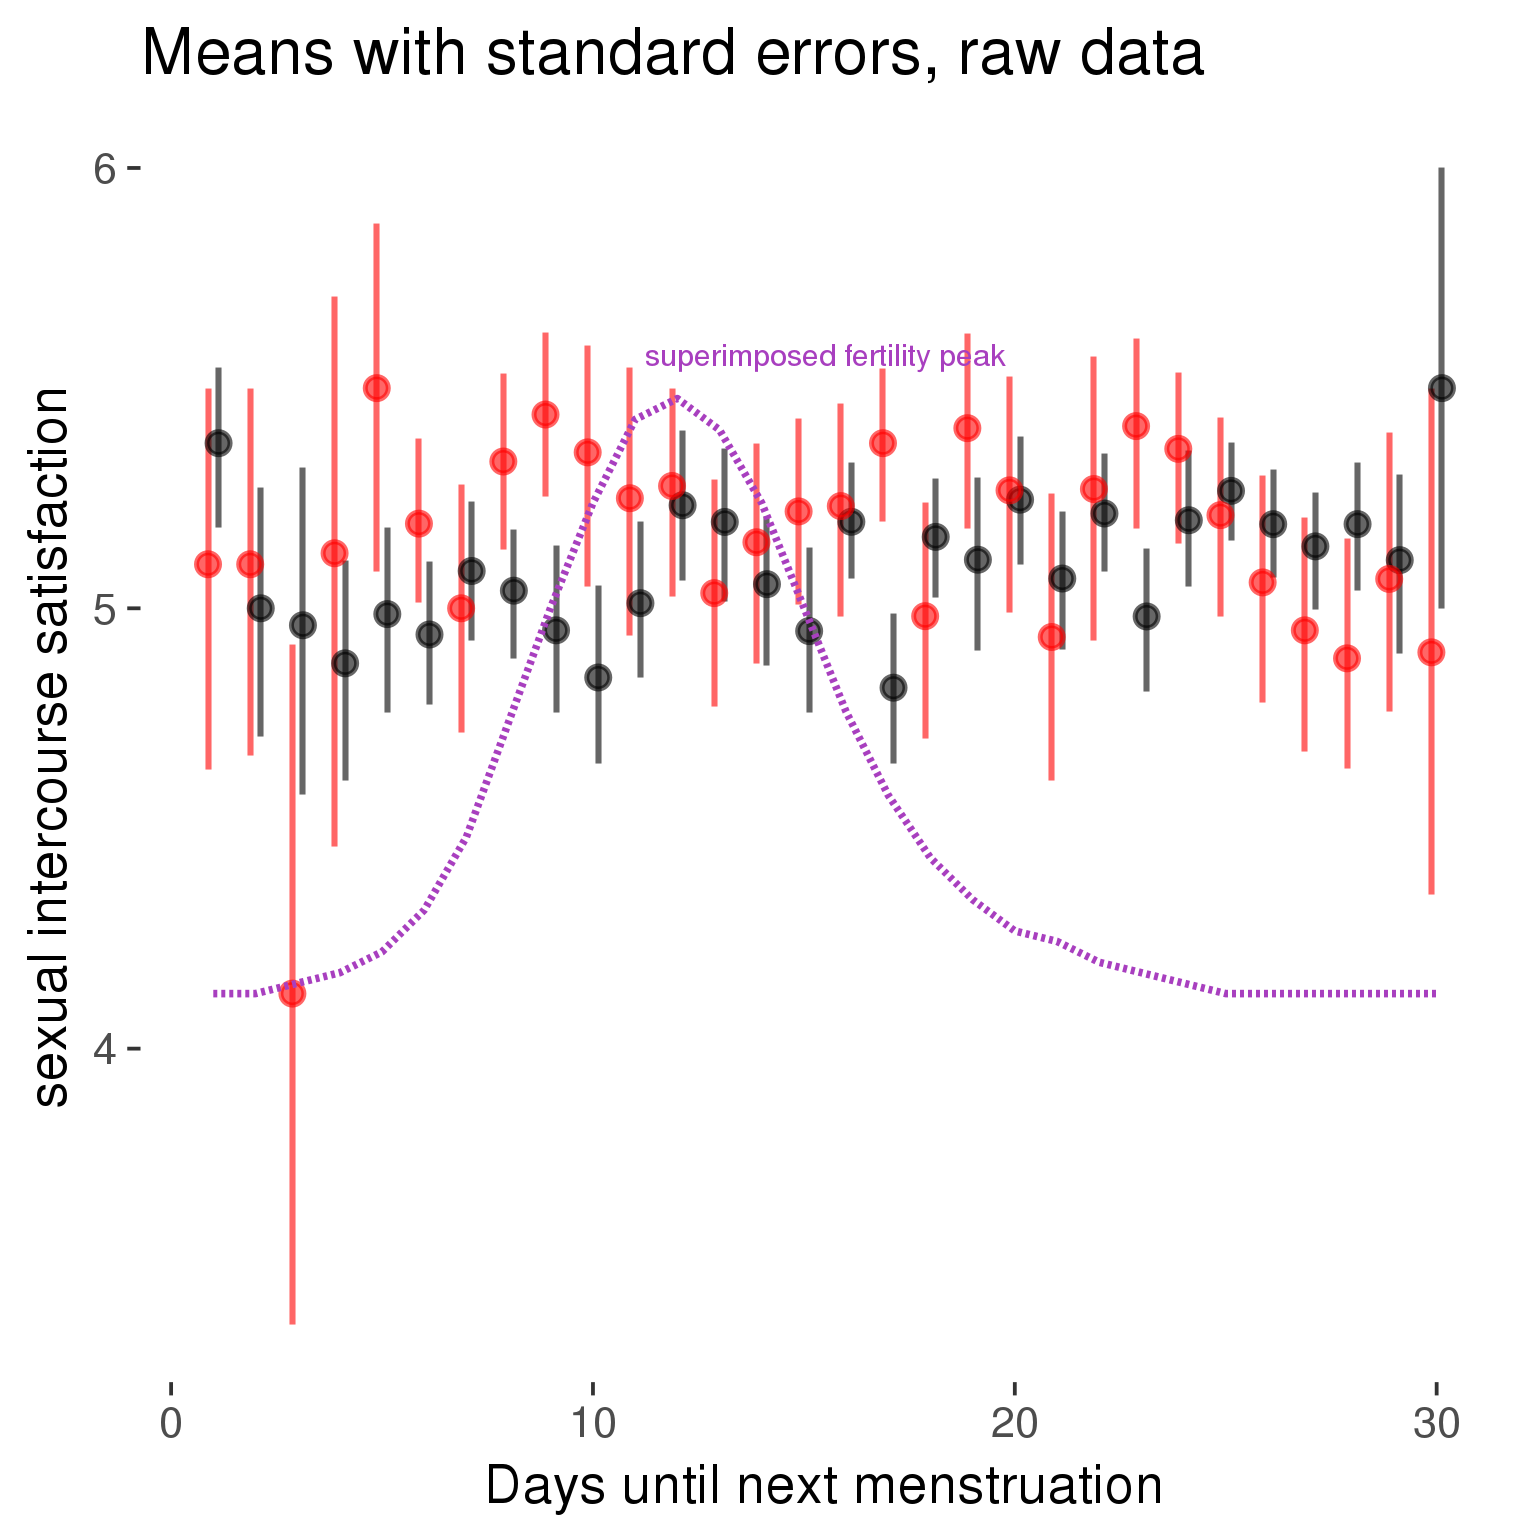 Means with standard errors, raw data
6
superimposed fertility peak
5
4
sexual intercourse satisfaction
0 10 20 30
Days until next menstruation